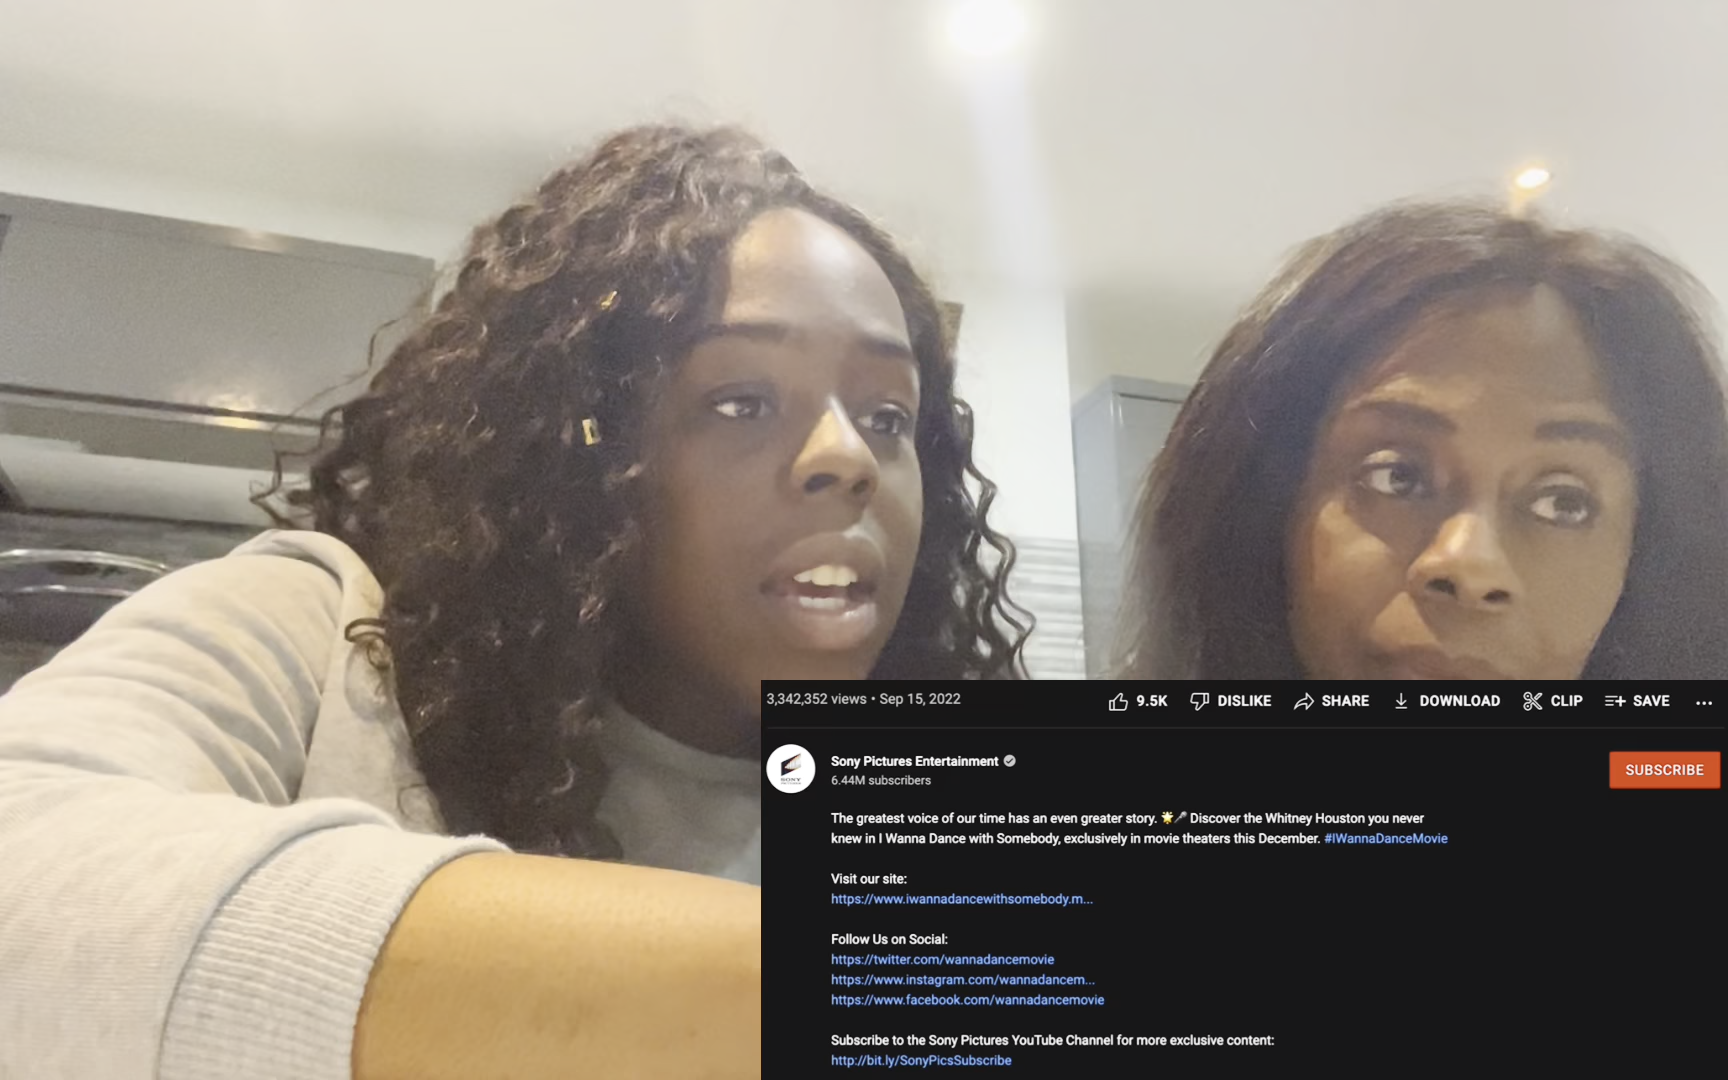 3,342,352 views • Sep 15, 2022
9.5K DISLIKE SHARE DOWNLOAD CLIP SAVE ...
SONY
Sony Pictures Entertainment
6.44M subscribers
SUBSCRIBE
The greatest voice of our time has an even greater story. 🌟🎤 Discover the Whitney Houston you never
knew in I Wanna Dance with Somebody, exclusively in movie theaters this December. #IWannaDanceMovie
Visit our site:
https://www.iwannadancewithsomebody.m...
Follow Us on Social:
https://twitter.com/wannadancemovie
https://www.instagram.com/wannadancem...
https://www.facebook.com/wannadancemovie
Subscribe to the Sony Pictures YouTube Channel for more exclusive content:
http://bit.ly/SonyPicsSubscribe